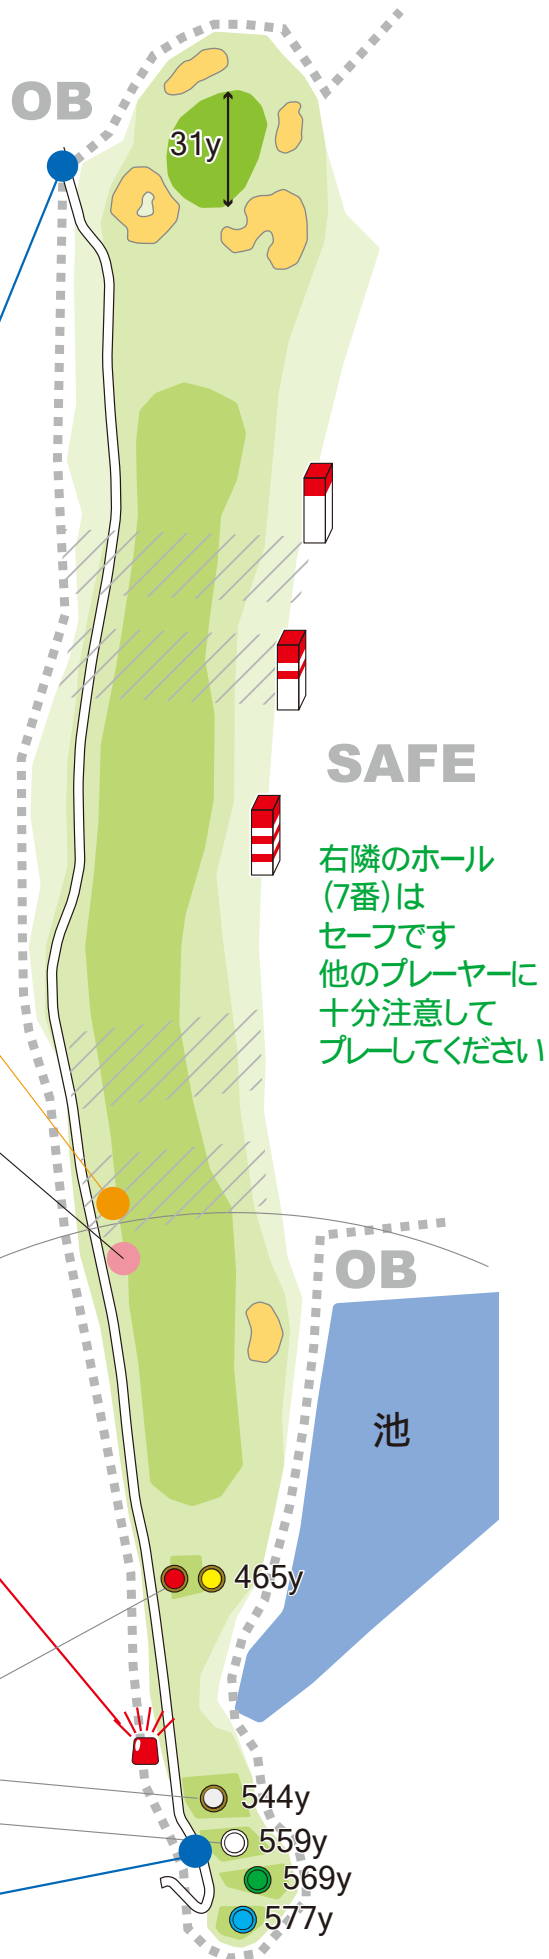 OB
31y
SAFE
右隣のホール
(7番)は
セーフです
他のプレーヤーに
十分注意して
プレーしてください
OB
池
465y
544y
559y
569y
577y